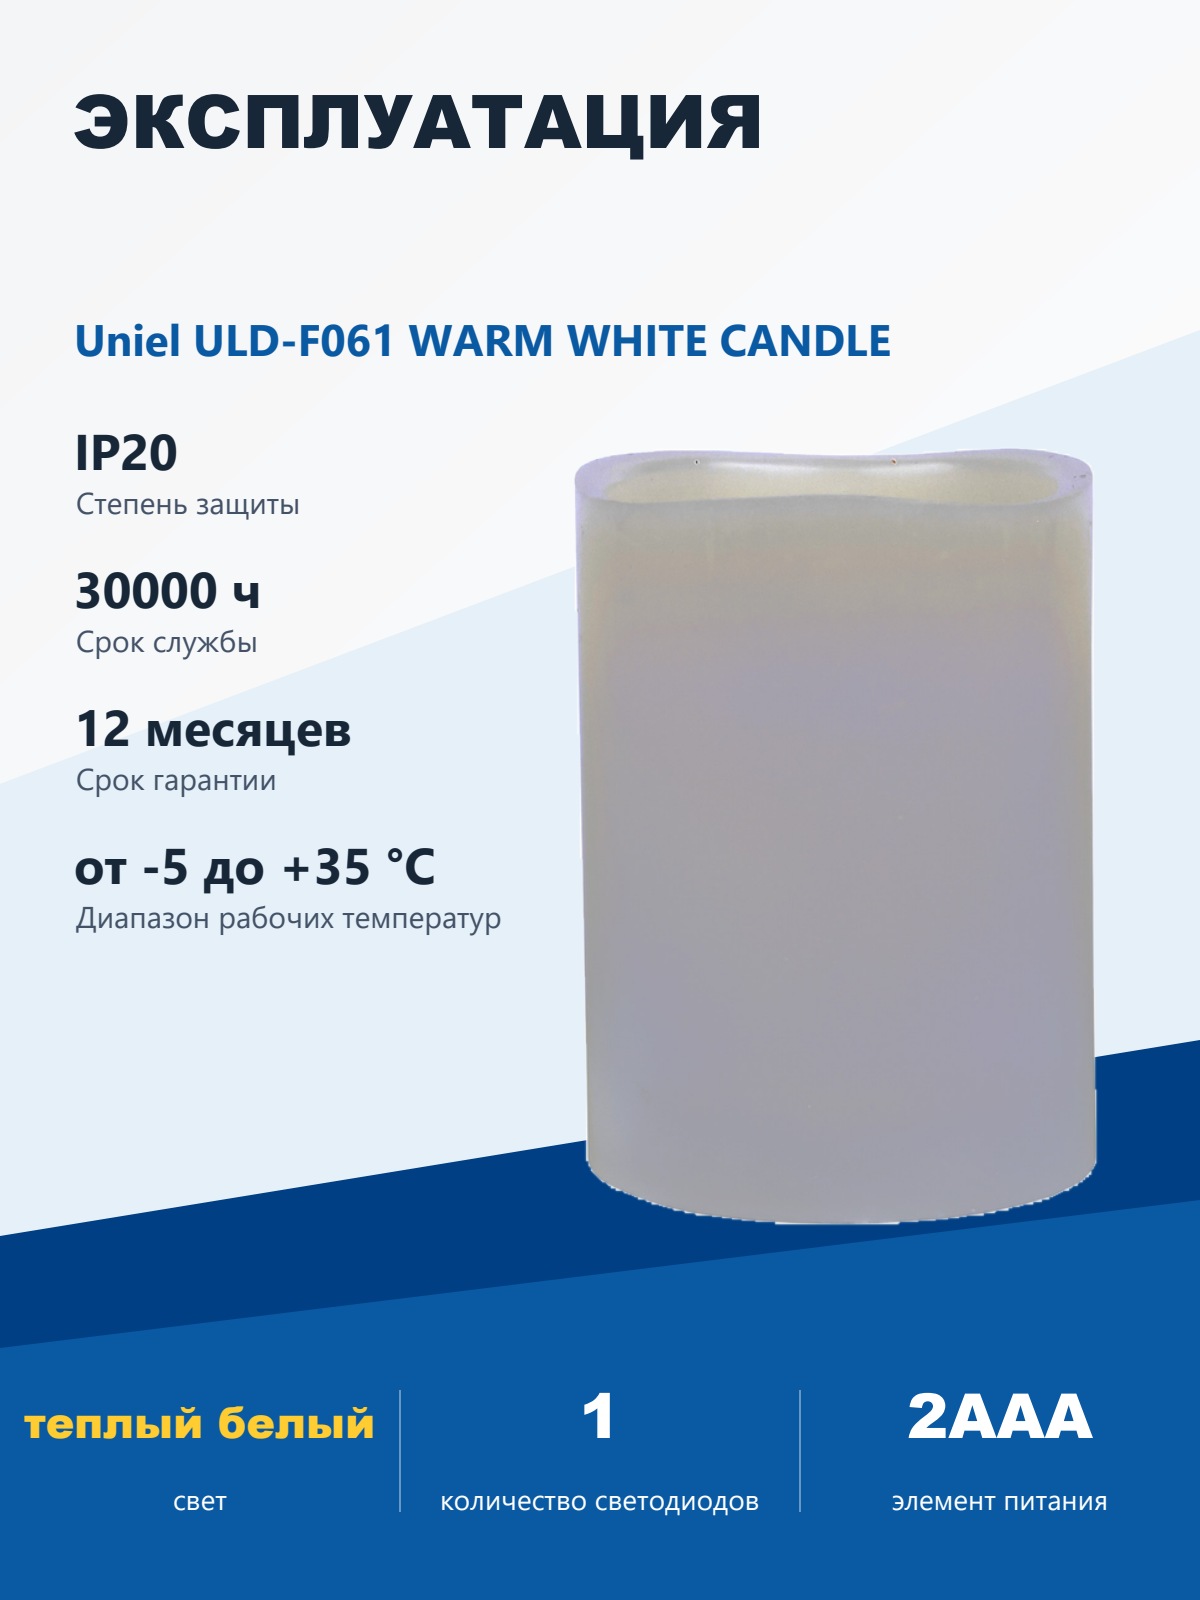 ЭКСПЛУАТАЦИЯ
Uniel ULD-F061 WARM WHITE CANDLE
IP20
Степень защиты
30000 ч
Срок службы
12 месяцев
Срок гарантии
от -5 до +35 °C
Диапазон рабочих температур
теплый белый
свет
1
количество светодиодов
2AAA
элемент питания